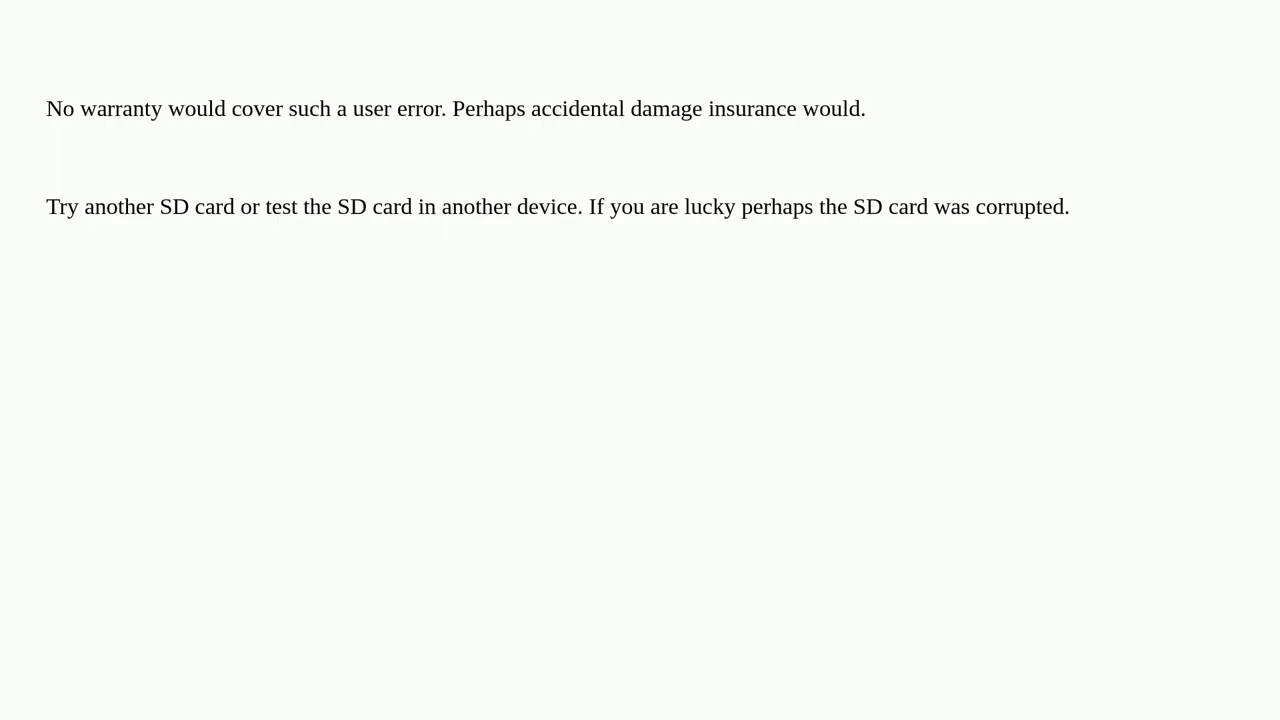 No warranty would cover such a user error. Perhaps accidental damage insurance would.
Try another SD card or test the SD card in another device. If you are lucky perhaps the SD card was corrupted.